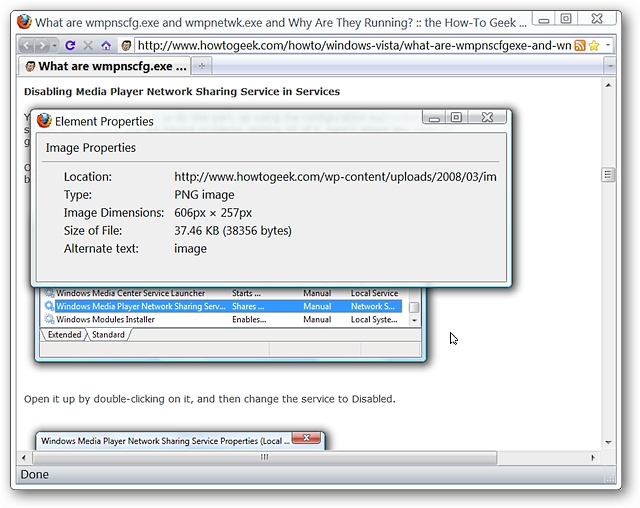 What are wmpnscfg.exe and wmpnetwk.exe and Why Are They Running? :: the How-To Geek ...
http://www.howtogeek.com/howto/windows-vista/what-are-wmpnscfgexe-and-wn
What are wmpnscfg.exe ...
Disabling Media Player Network Sharing Service in Services
Element Properties
Image Properties
Location: http://www.howtogeek.com/wp-content/uploads/2008/03/im
Type: PNG image
Image Dimensions: 606px × 257px
Size of File: 37.46 KB (38356 bytes)
Alternate text: image
Windows Media Center Service Launcher Starts ... Manual Local Service
Windows Media Player Network Sharing Serv... Shares ... Manual Network S...
Windows Modules Installer Enables... Manual Local Syste...
Extended Standard
Open it up by double-clicking on it, and then change the service to Disabled.
Windows Media Player Network Sharing Service Properties (Local ...
Done